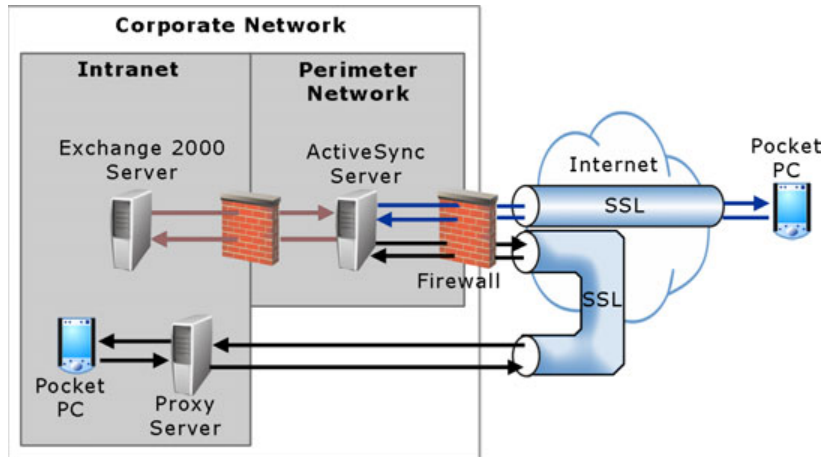 Corporate Network
Intranet
Perimeter
Network
Exchange 2000
Server
ActiveSync
Server
Internet
Pocket
PC
SSL
Firewall
SSL
Pocket
PC
Proxy
Server